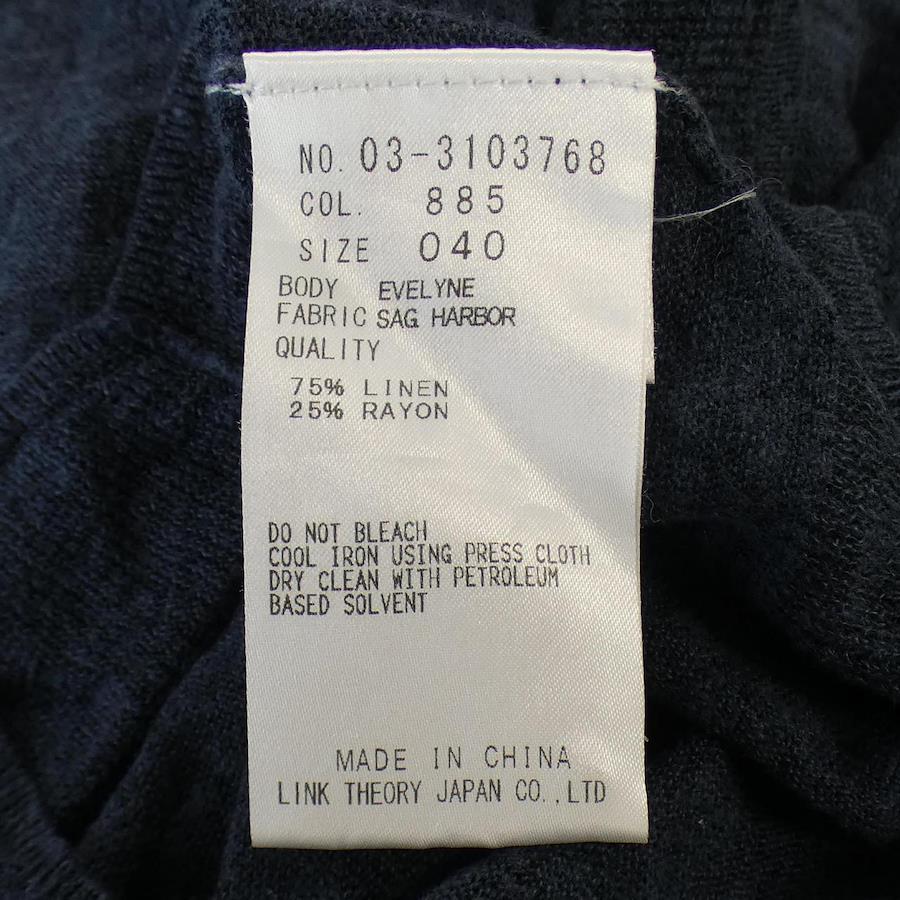 NO. 03-3103768
COL. 885
SIZE 040
BODY EVELYNE
FABRIC SAG HARBOR
QUALITY
75% LINEN
25% RAYON
DO NOT BLEACH
COOL IRON USING PRESS CLOTH
DRY CLEAN WITH PETROLEUM
BASED SOLVENT
MADE IN CHINA
LINK THEORY JAPAN CO.,LTD